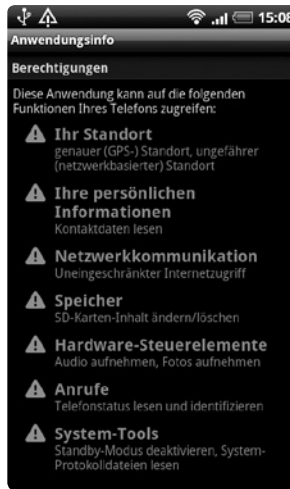 15:08
Anwendungsinfo
Berechtigungen
Diese Anwendung kann auf die folgenden
Funktionen Ihres Telefons zugreifen:
Ihr Standort
genauer (GPS-) Standort, ungefährer
(netzwerkbasierter) Standort
Ihre persönlichen
Informationen
Kontaktdaten lesen
Netzwerkkommunikation
Uneingeschränkter Internetzugriff
Speicher
SD-Karten-Inhalt ändern/löschen
Hardware-Steuerelemente
Audio aufnehmen, Fotos aufnehmen
Anrufe
Telefonstatus lesen und identifizieren
System-Tools
Standby-Modus deaktivieren, System-
Protokolldateien lesen